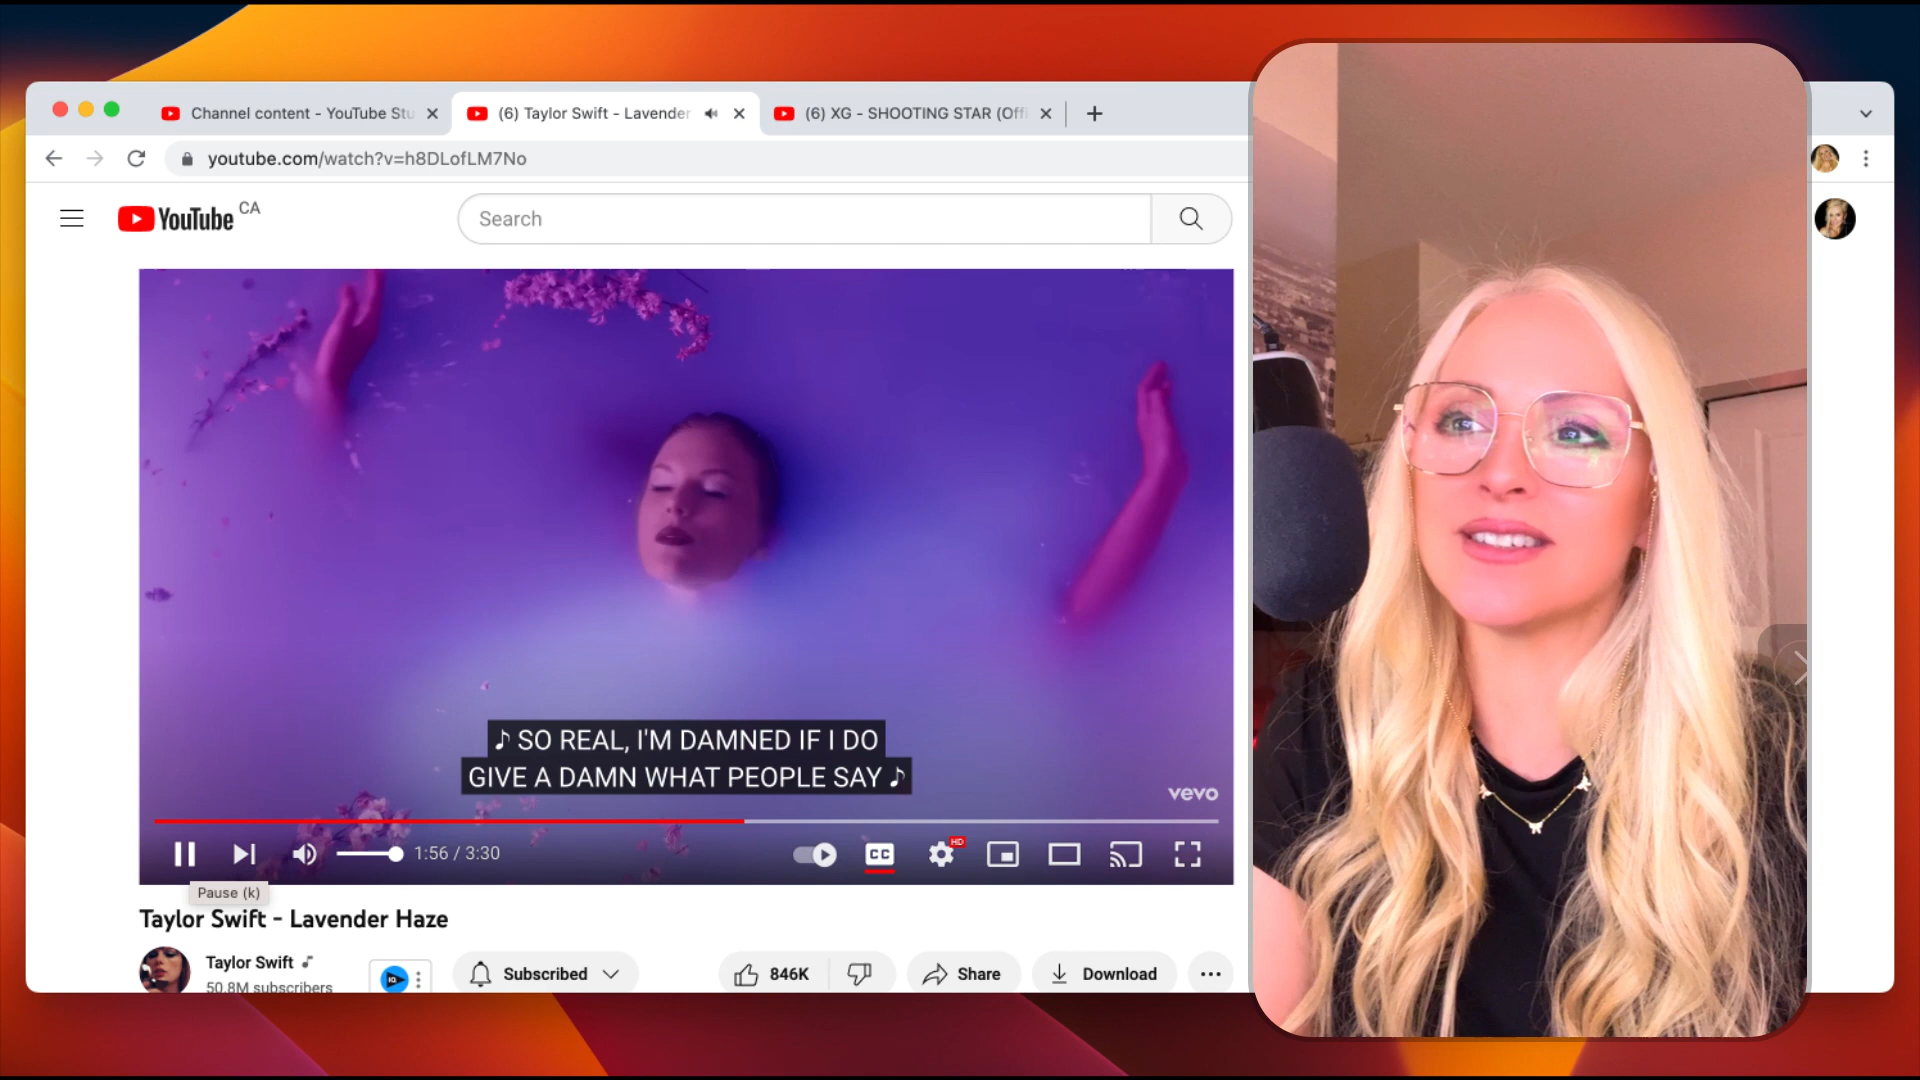 Channel content - YouTube Stu
(6) Taylor Swift - Lavender
(6) XG - SHOOTING STAR (Offi
youtube.com/watch?v=h8DLofLM7No
YouTube CA
Search
♪ SO REAL, I'M DAMNED IF I DO
GIVE A DAMN WHAT PEOPLE SAY ♪
vevo
1:56 / 3:30
CC
HD
Pause (k)
Taylor Swift - Lavender Haze
Taylor Swift
50.8M subscribers
Subscribed
846K
Share
Download